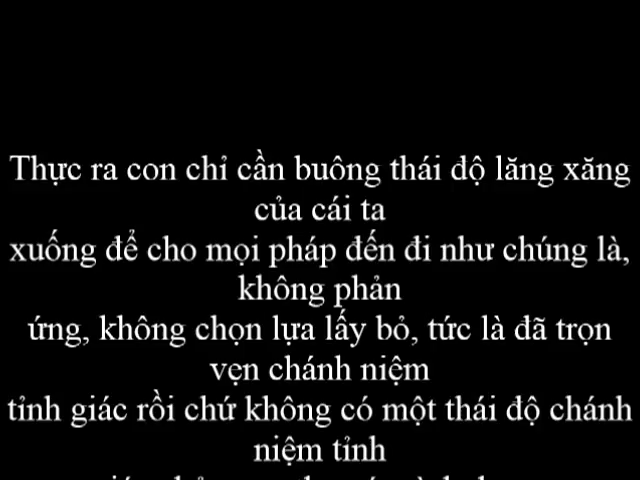 Thực ra con chỉ cần buông thái độ lăng xăng
của cái ta
xuống để cho mọi pháp đến đi như chúng là,
không phản
ứng, không chọn lựa lấy bỏ, tức là đã trọn
vẹn chánh niệm
tỉnh giác rồi chứ không có một thái độ chánh
niệm tỉnh